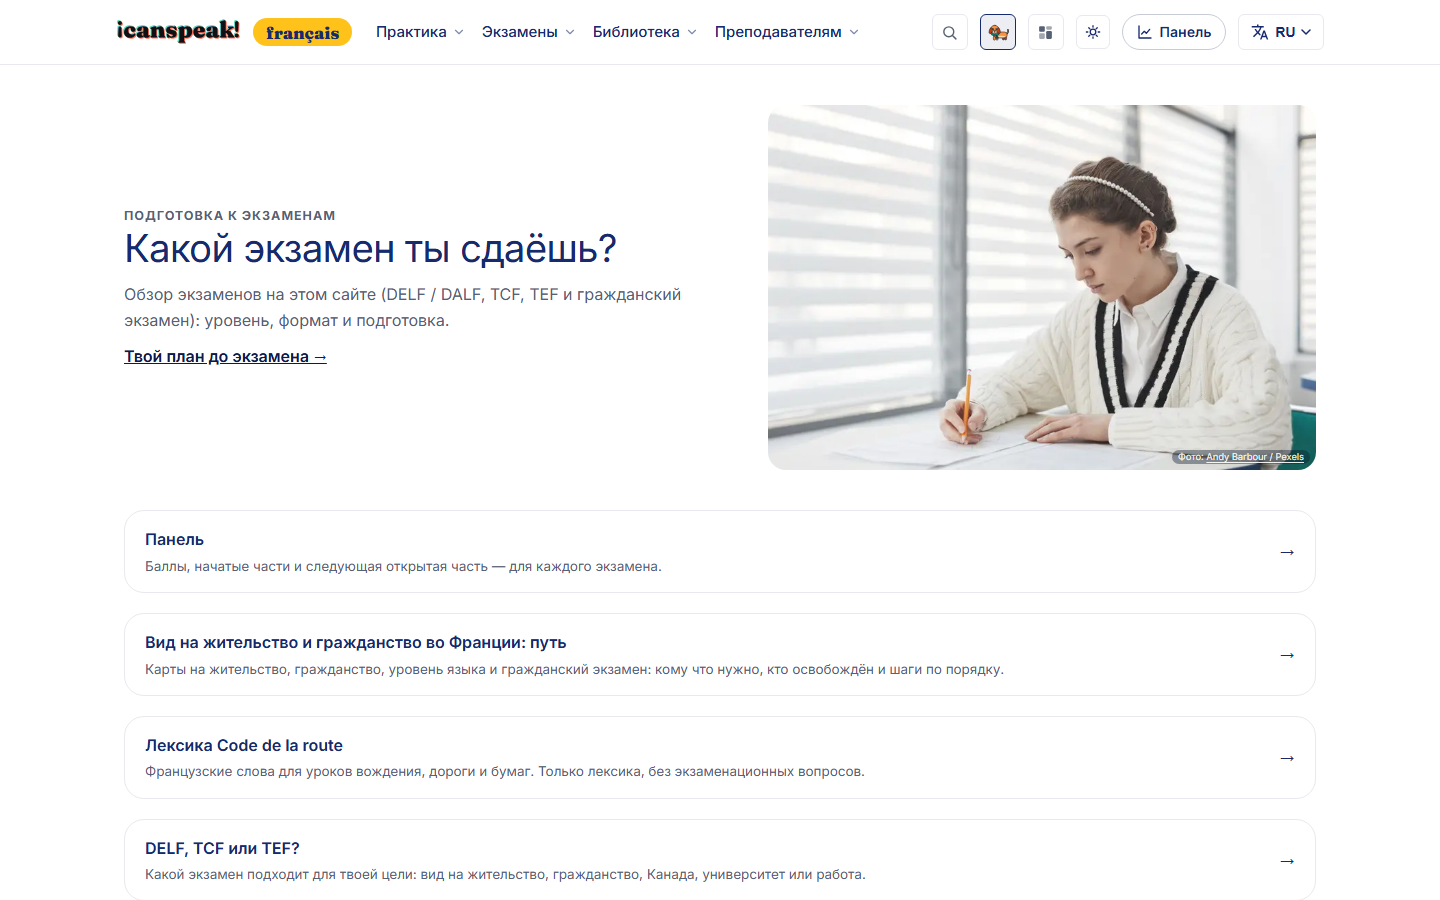 icanspeak!
français
Практика
Экзамены
Библиотека
Преподавателям
Панель
RU
ПОДГОТОВКА К ЭКЗАМЕНАМ
Какой экзамен ты сдаёшь?
Обзор экзаменов на этом сайте (DELF / DALF, TCF, TEF и гражданский
экзамен): уровень, формат и подготовка.
Твой план до экзамена →
Фото: Andy Barbour / Pexels
Панель
Баллы, начатые части и следующая открытая часть — для каждого экзамена.
→
Вид на жительство и гражданство во Франции: путь
Карты на жительство, гражданство, уровень языка и гражданский экзамен: кому что нужно, кто освобождён и шаги по порядку.
→
Лексика Code de la route
Французские слова для уроков вождения, дороги и бумаг. Только лексика, без экзаменационных вопросов.
→
DELF, TCF или TEF?
Какой экзамен подходит для твоей цели: вид на жительство, гражданство, Канада, университет или работа.
→